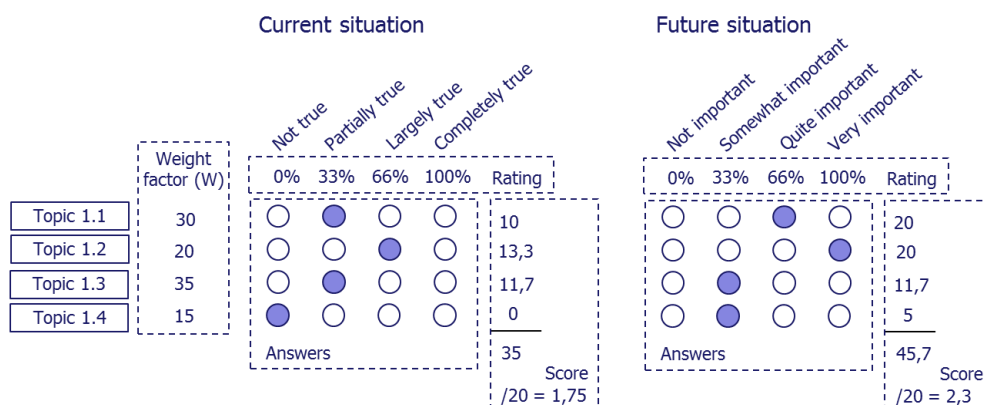 Current situation
Future situation
Not true
Partially true
Largely true
Completely true
Not important
Somewhat important
Quite important
Very important
Weight
factor (W)
0% 33% 66% 100% Rating
0% 33% 66% 100% Rating
Topic 1.1 30 10 20
Topic 1.2 20 13,3 20
Topic 1.3 35 11,7 11,7
Topic 1.4 15 0 5
Answers 35
Score
/20 = 1,75
Answers 45,7
Score
/20 = 2,3